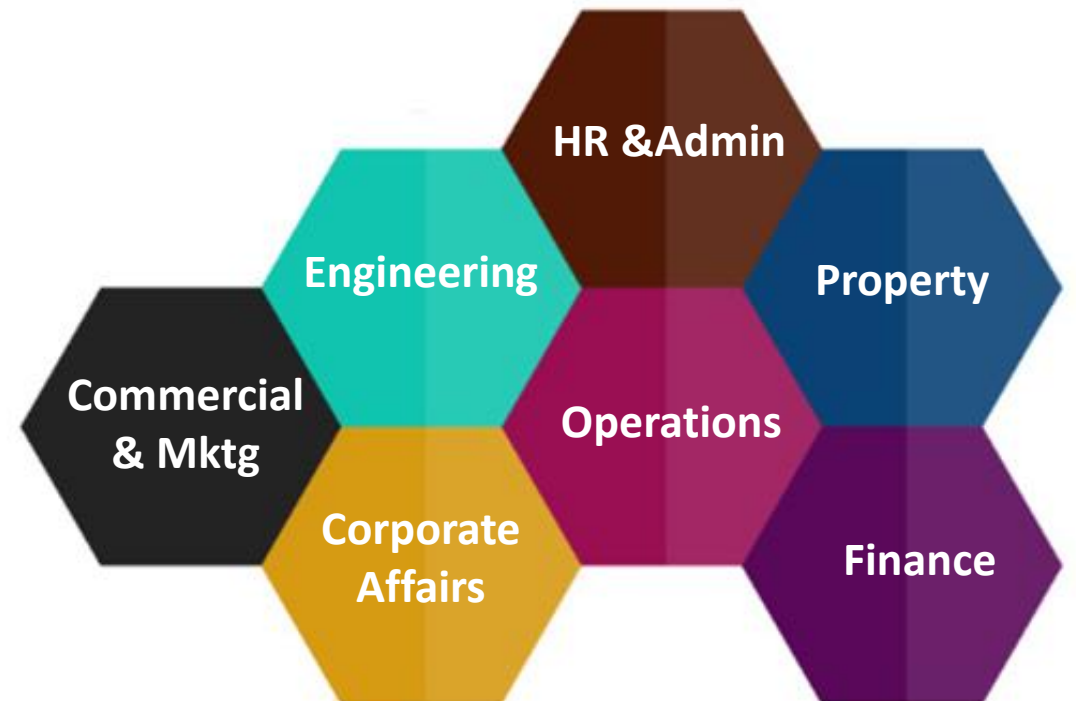 HR &Admin
Engineering
Property
Commercial
& Mktg
Operations
Corporate
Affairs
Finance